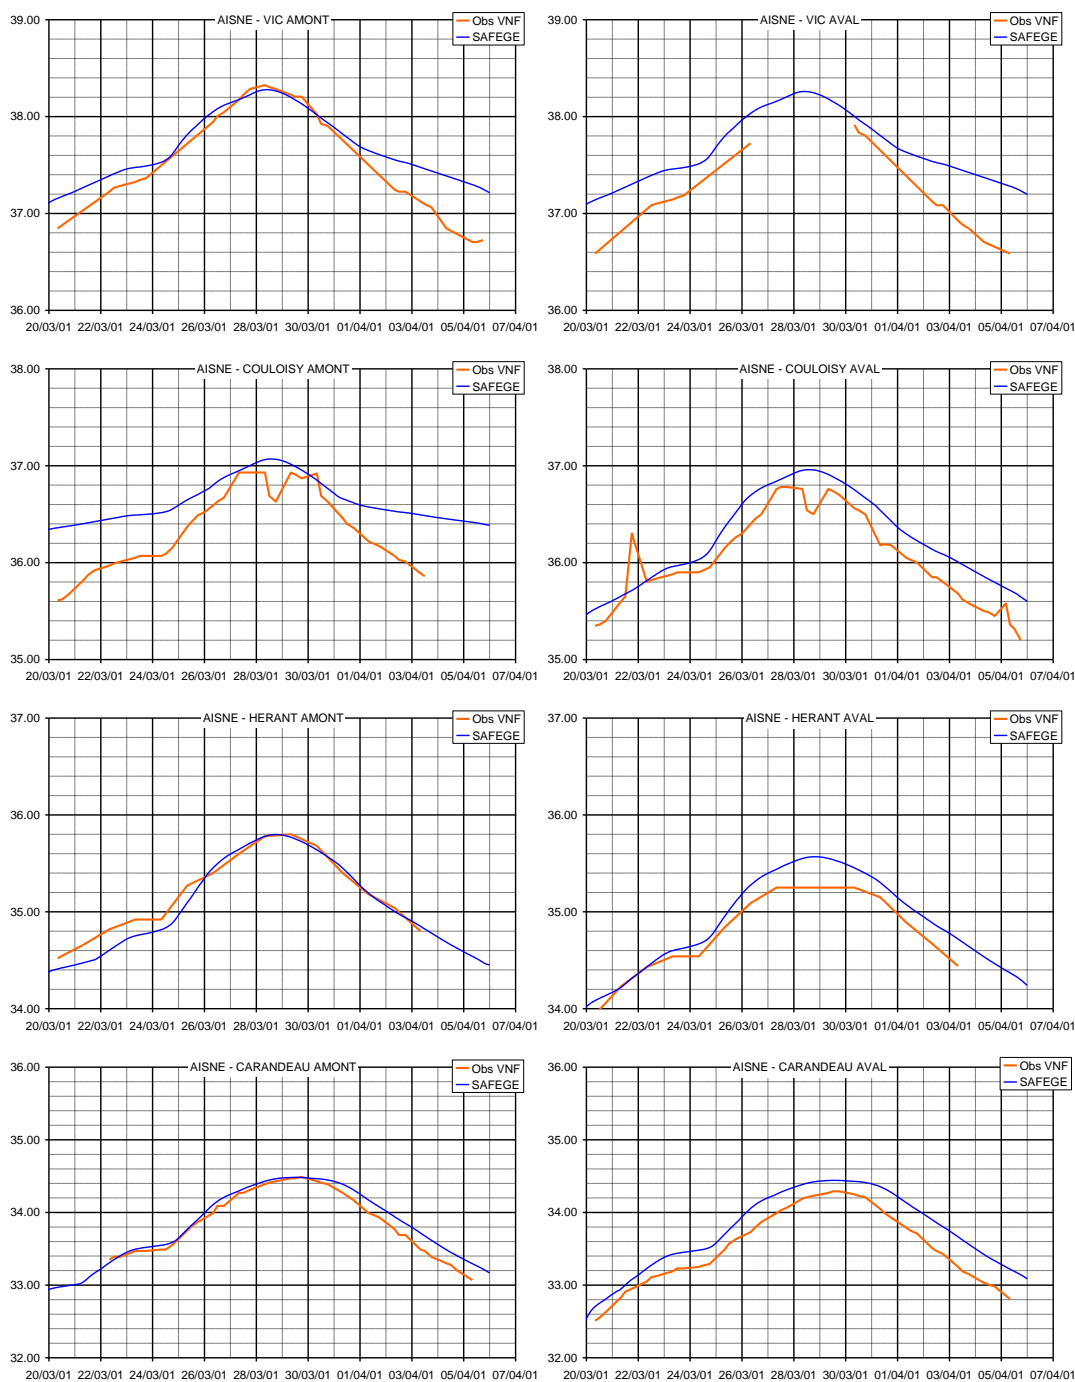 AISNE - VIC AMONT
Obs VNF
SAFEGE
39.00
38.00
37.00
36.00
20/03/01 22/03/01 24/03/01 26/03/01 28/03/01 30/03/01 01/04/01 03/04/01 05/04/01 07/04/01
AISNE - VIC AVAL
Obs VNF
SAFEGE
39.00
38.00
37.00
36.00
20/03/01 22/03/01 24/03/01 26/03/01 28/03/01 30/03/01 01/04/01 03/04/01 05/04/01 07/04/01
AISNE - COULOISY AMONT
Obs VNF
SAFEGE
38.00
37.00
36.00
35.00
20/03/01 22/03/01 24/03/01 26/03/01 28/03/01 30/03/01 01/04/01 03/04/01 05/04/01 07/04/01
AISNE - COULOISY AVAL
Obs VNF
SAFEGE
38.00
37.00
36.00
35.00
20/03/01 22/03/01 24/03/01 26/03/01 28/03/01 30/03/01 01/04/01 03/04/01 05/04/01 07/04/01
AISNE - HERANT AMONT
Obs VNF
SAFEGE
37.00
36.00
35.00
34.00
20/03/01 22/03/01 24/03/01 26/03/01 28/03/01 30/03/01 01/04/01 03/04/01 05/04/01 07/04/01
AISNE - HERANT AVAL
Obs VNF
SAFEGE
37.00
36.00
35.00
34.00
20/03/01 22/03/01 24/03/01 26/03/01 28/03/01 30/03/01 01/04/01 03/04/01 05/04/01 07/04/01
AISNE - CARANDEAU AMONT
Obs VNF
SAFEGE
36.00
35.00
34.00
33.00
32.00
20/03/01 22/03/01 24/03/01 26/03/01 28/03/01 30/03/01 01/04/01 03/04/01 05/04/01 07/04/01
AISNE - CARANDEAU AVAL
Obs VNF
SAFEGE
36.00
35.00
34.00
33.00
32.00
20/03/01 22/03/01 24/03/01 26/03/01 28/03/01 30/03/01 01/04/01 03/04/01 05/04/01 07/04/01